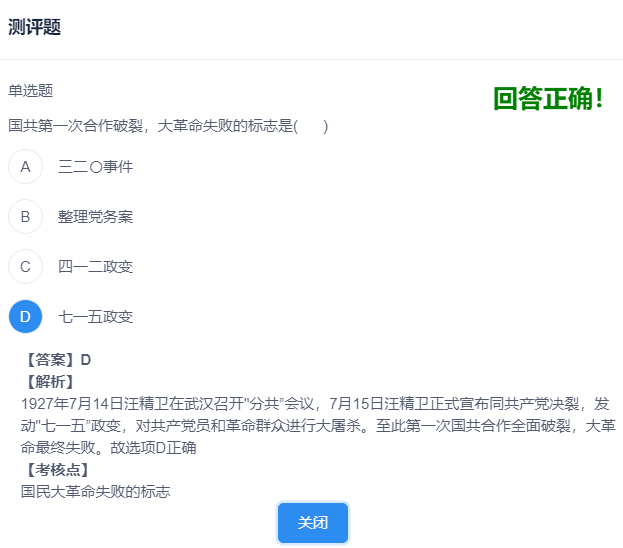 测评题
单选题
回答正确！
国共第一次合作破裂，大革命失败的标志是(      )
A 三二〇事件
B 整理党务案
C 四一二政变
D 七一五政变
【答案】D
【解析】
1927年7月14日汪精卫在武汉召开"分共"会议，7月15日汪精卫正式宣布同共产党决裂，发
动"七一五"政变，对共产党员和革命群众进行大屠杀。至此第一次国共合作全面破裂，大革
命最终失败。故选项D正确
【考核点】
国民大革命失败的标志
关闭